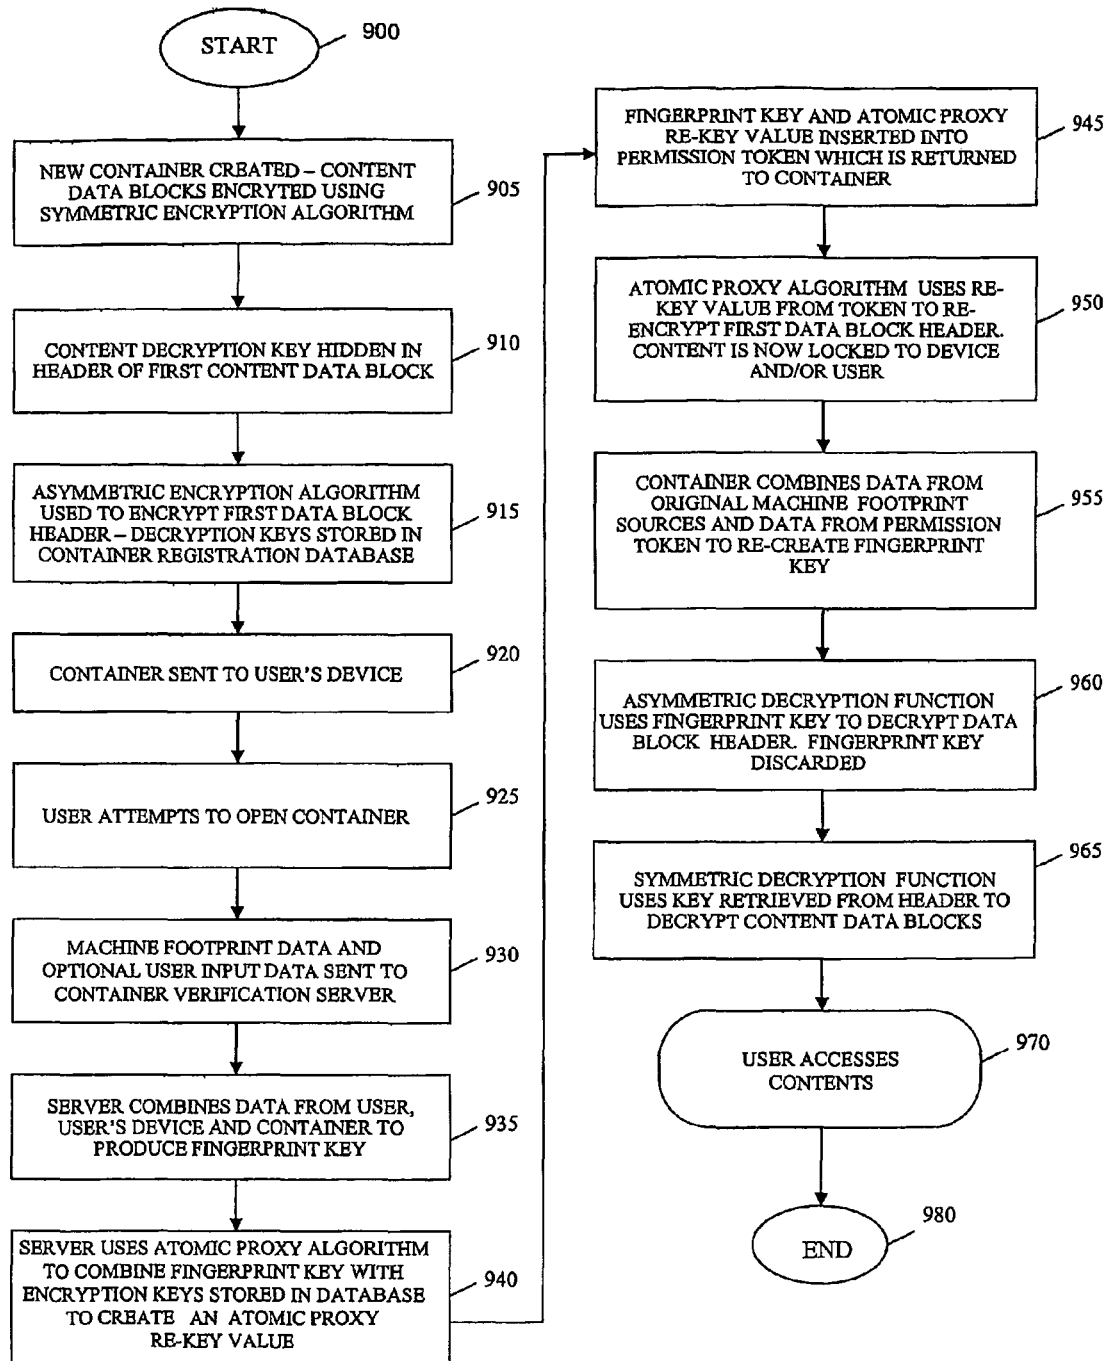 START
900
NEW CONTAINER CREATED – CONTENT
DATA BLOCKS ENCRYTED USING
SYMMETRIC ENCRYPTION ALGORITHM
905
CONTENT DECRYPTION KEY HIDDEN IN
HEADER OF FIRST CONTENT DATA BLOCK
910
ASYMMETRIC ENCRYPTION ALGORITHM
USED TO ENCRYPT FIRST DATA BLOCK
HEADER – DECRYPTION KEYS STORED IN
CONTAINER REGISTRATION DATABASE
915
CONTAINER SENT TO USER'S DEVICE
920
USER ATTEMPTS TO OPEN CONTAINER
925
MACHINE FOOTPRINT DATA AND
OPTIONAL USER INPUT DATA SENT TO
CONTAINER VERIFICATION SERVER
930
SERVER COMBINES DATA FROM USER,
USER'S DEVICE AND CONTAINER TO
PRODUCE FINGERPRINT KEY
935
SERVER USES ATOMIC PROXY ALGORITHM
TO COMBINE FINGERPRINT KEY WITH
ENCRYPTION KEYS STORED IN DATABASE
TO CREATE AN ATOMIC PROXY
RE-KEY VALUE
940
FINGERPRINT KEY AND ATOMIC PROXY
RE-KEY VALUE INSERTED INTO
PERMISSION TOKEN WHICH IS RETURNED
TO CONTAINER
945
ATOMIC PROXY ALGORITHM USES RE-
KEY VALUE FROM TOKEN TO RE-
ENCRYPT FIRST DATA BLOCK HEADER.
CONTENT IS NOW LOCKED TO DEVICE
AND/OR USER
950
CONTAINER COMBINES DATA FROM
ORIGINAL MACHINE FOOTPRINT
SOURCES AND DATA FROM PERMISSION
TOKEN TO RE-CREATE FINGERPRINT
KEY
955
ASYMMETRIC DECRYPTION FUNCTION
USES FINGERPRINT KEY TO DECRYPT DATA
BLOCK HEADER. FINGERPRINT KEY
DISCARDED
960
SYMMETRIC DECRYPTION FUNCTION
USES KEY RETRIEVED FROM HEADER TO
DECRYPT CONTENT DATA BLOCKS
965
USER ACCESSES
CONTENTS
970
END
980